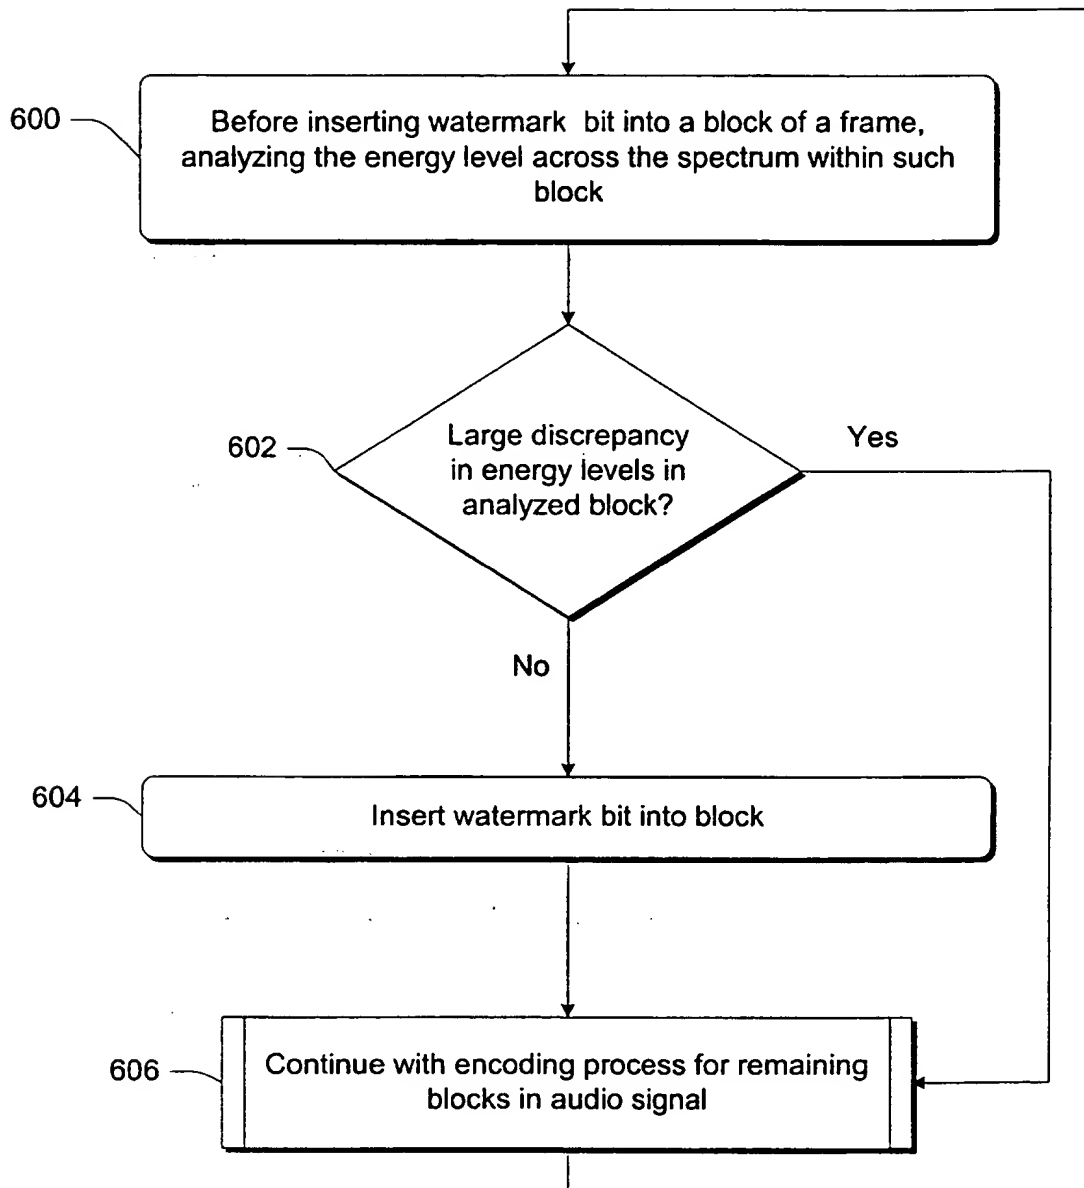 600
Before inserting watermark bit into a block of a frame,
analyzing the energy level across the spectrum within such
block
602
Large discrepancy
in energy levels in
analyzed block?
Yes
No
604
Insert watermark bit into block
606
Continue with encoding process for remaining
blocks in audio signal